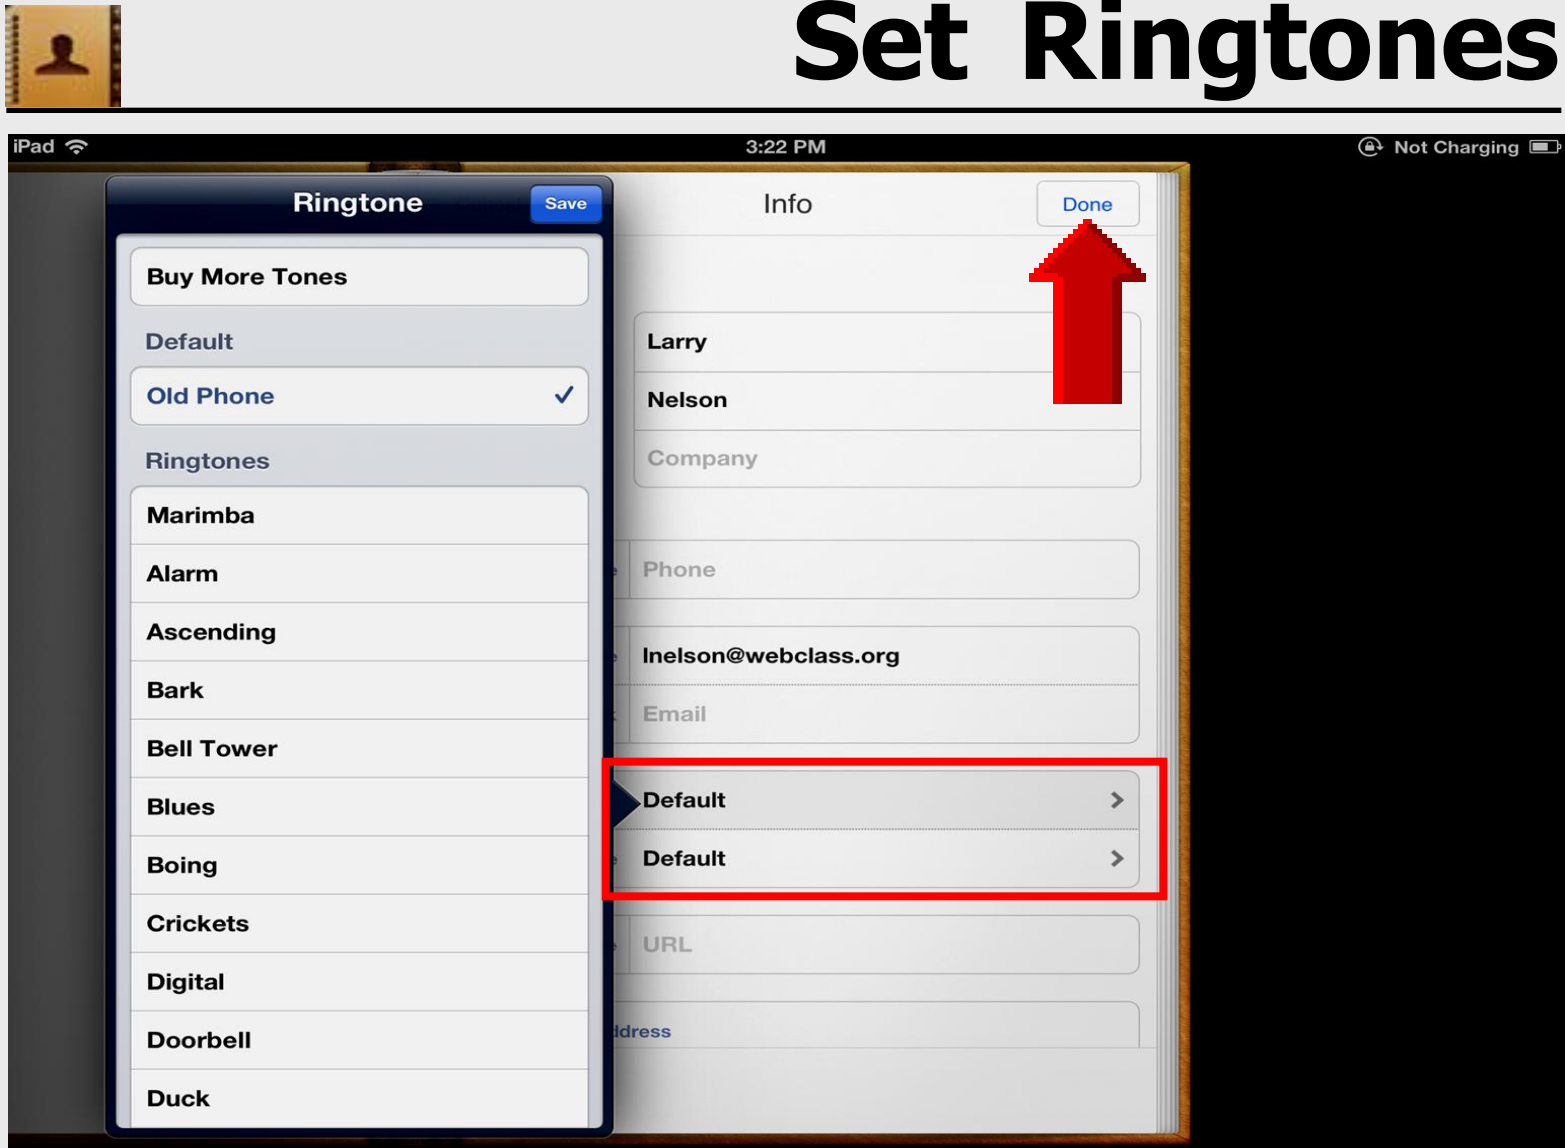 Set Ringtones
iPad 3:22 PM Not Charging
Ringtone Save
Buy More Tones
Default
Old Phone
Ringtones
Marimba
Alarm
Ascending
Bark
Bell Tower
Blues
Boing
Crickets
Digital
Doorbell
Duck
Info Done
Larry
Nelson
Company
Phone
lnelson@webclass.org
Email
Default
Default
URL
ddress